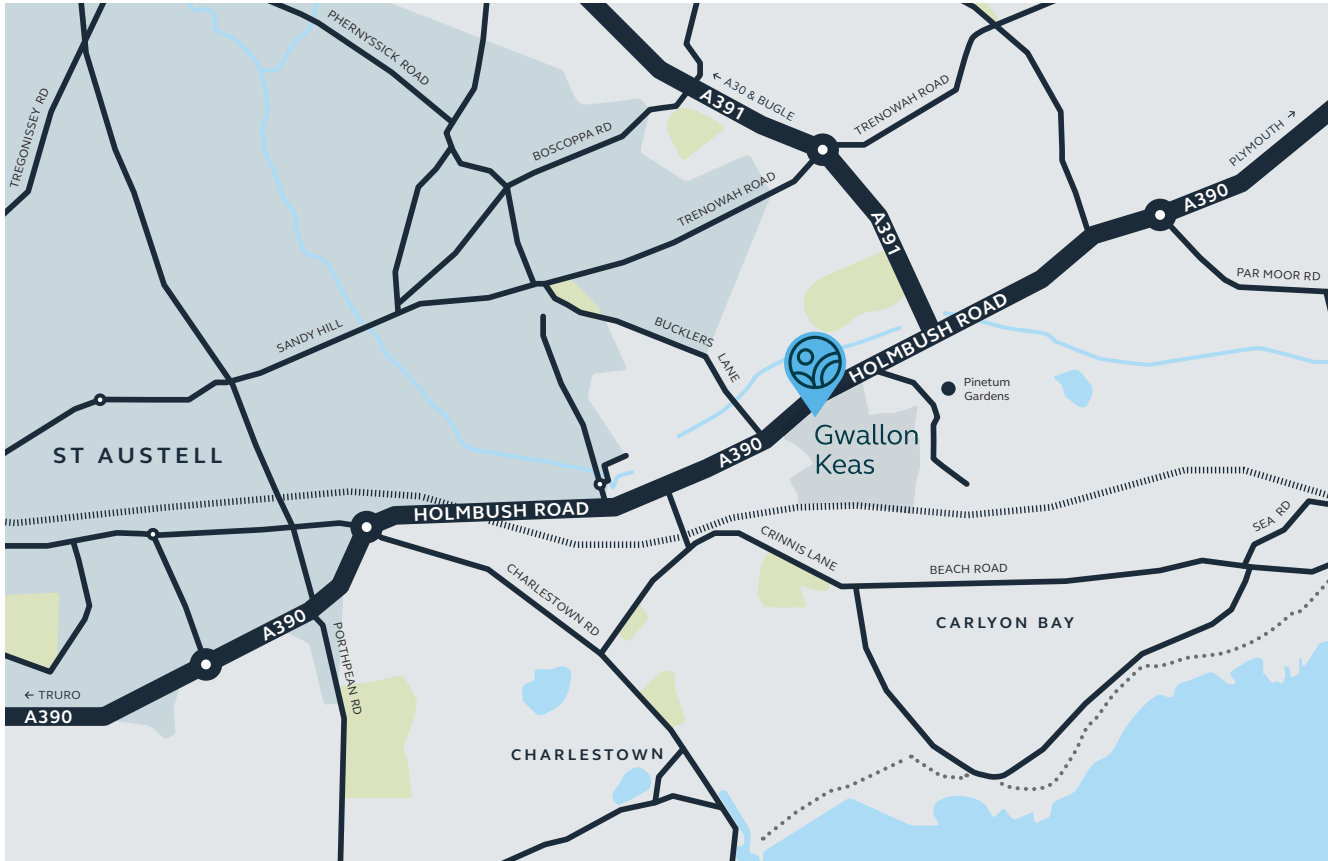 PHERNYSSICK ROAD
TREGONISSEY RD
← A30 & BUGLE
A391
TRENOWAH ROAD
BOSCOPPA RD
PLYMOUTH →
A390
TRENOWAH ROAD
A391
PAR MOOR RD
SANDY HILL
BUCKLERS
LANE
HOLMBUSH ROAD
Pinetum
Gardens
Gwallon
Keas
ST AUSTELL
A390
HOLMBUSH ROAD
SEA RD
CRINNIS LANE
BEACH ROAD
CHARLESTOWN RD
A390
CARLYON BAY
PORTHPEAN RD
← TRURO
A390
CHARLESTOWN